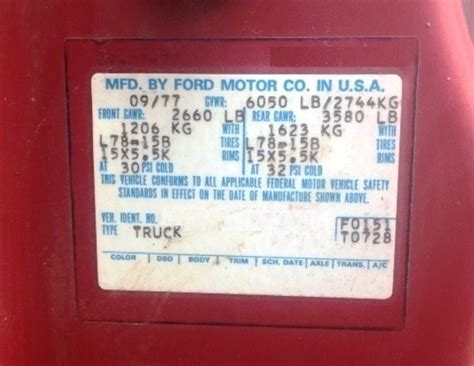 MFD. BY FORD MOTOR CO. IN U.S.A.
09/77 GVWR: 6050 LB/2744KG
FRONT GAWR: 2660 LB REAR GAWR: 3580 LB
1206 KG WITH 1623 KG WITH
L78-15B TIRES L78-15B TIRES
15X5.5K RIMS 15X5.5K RIMS
AT 30 PSI COLD AT 32 PSI COLD
THIS VEHICLE CONFORMS TO ALL APPLICABLE FEDERAL MOTOR VEHICLE SAFETY
STANDARDS IN EFFECT ON THE DATE OF MANUFACTURE SHOWN ABOVE.
VER. IDENT. NO. F0151
TYPE TRUCK T0728
COLOR DSO BODY TRIM SCH. DATE AXLE TRANS. A/C